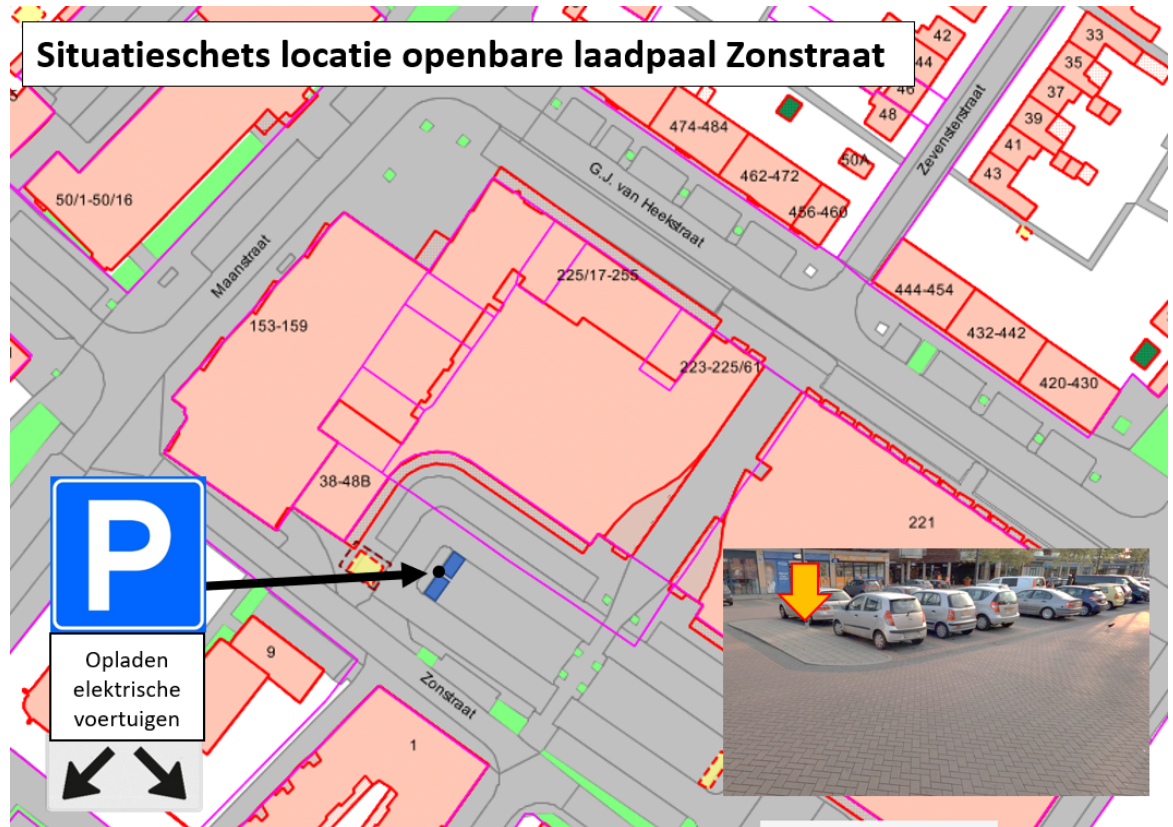 Situatieschets locatie openbare laadpaal Zonstraat
42
44
46
48
33
35
37
39
41
43
474-484
50A
462-472
456-460
Zevensterstraat
G.J. van Heekstraat
50/1-50/16
Maanstraat
225/17-255
153-159
444-454
432-442
420-430
223-225/61
38-48B
221
P
Opladen
elektrische
voertuigen
9
Zonstraat
1